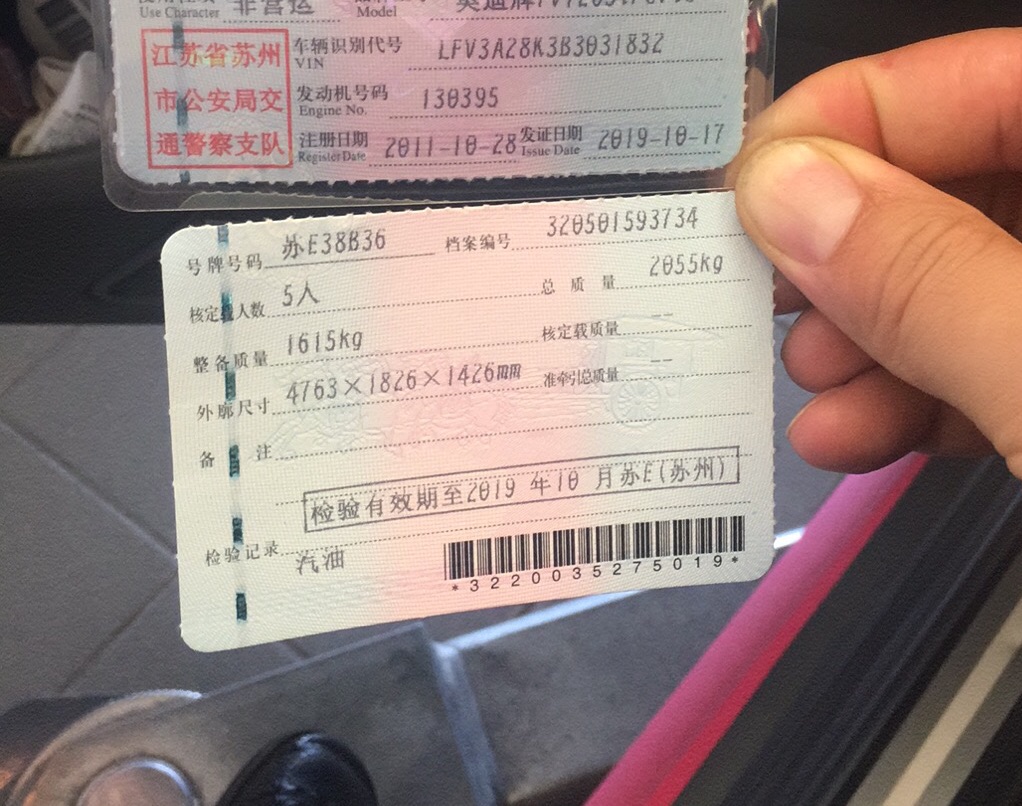 Use Character 非营运 Model
江苏省苏州 车辆识别代号 LFV3A28K3B3031832
VIN
市公安局交 发动机号码 130395
Engine No.
通警察支队 注册日期 2011-10-28 发证日期 2019-10-17
Register Date Issue Date
号牌号码 苏E38B36 档案编号 320501593734
核定载人数 5人 总质量 2055kg
整备质量 1615kg 核定载质量 --
外廓尺寸 4763×1826×1426mm 准牵引总质量 --
备注
检验有效期至2019 年10 月苏E(苏州)
检验记录 汽油
*3220035275019*